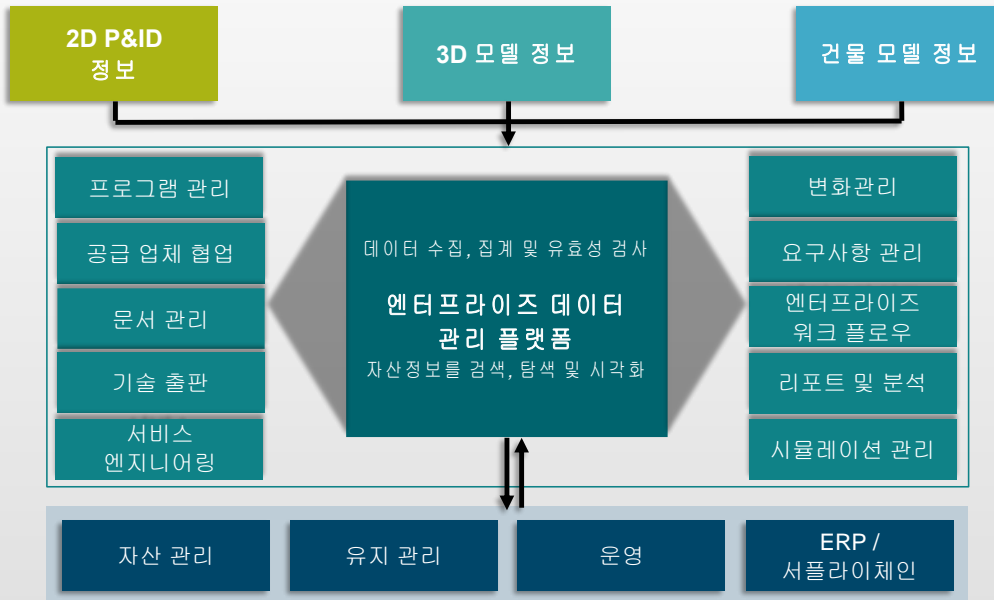 2D P&ID
정보
3D 모델 정보
건물 모델 정보
프로그램 관리
공급 업체 협업
문서 관리
기술 출판
서비스
엔지니어링
데이터 수집, 집계 및 유효성 검사
엔터프라이즈 데이터
관리 플랫폼
자산정보를 검색, 탐색 및 시각화
변화관리
요구사항 관리
엔터프라이즈
워크 플로우
리포트 및 분석
시뮬레이션 관리
자산 관리
유지 관리
운영
ERP /
서플라이체인